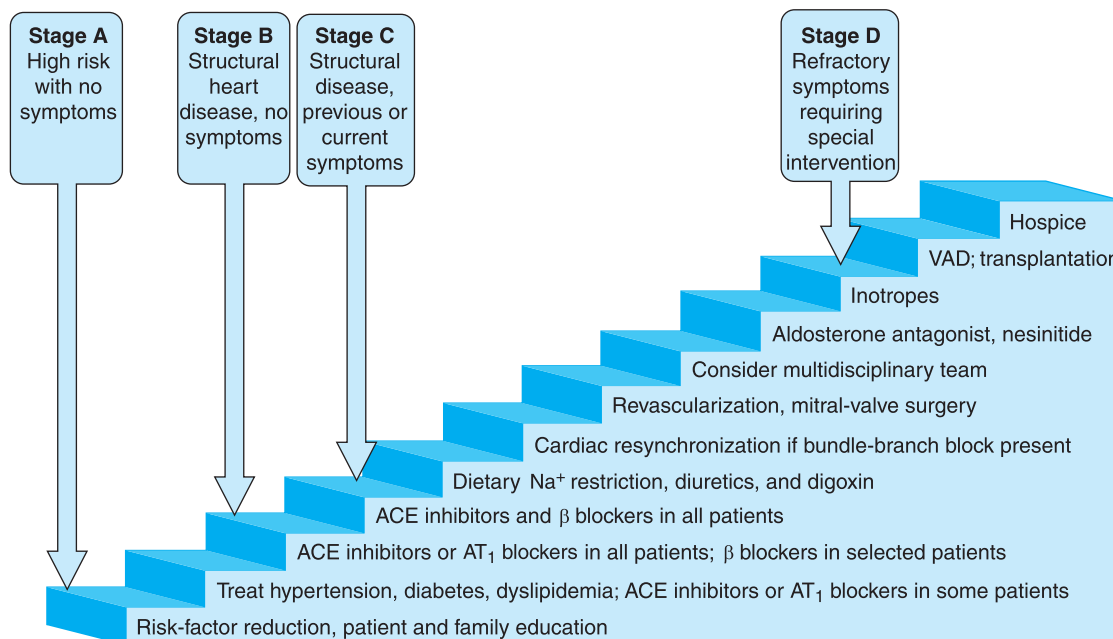 Stage A
High risk
with no
symptoms
Stage B
Structural
heart
disease, no
symptoms
Stage C
Structural
disease,
previous or
current
symptoms
Stage D
Refractory
symptoms
requiring
special
intervention
Hospice
VAD; transplantation
Inotropes
Aldosterone antagonist, nesinitide
Consider multidisciplinary team
Revascularization, mitral-valve surgery
Cardiac resynchronization if bundle-branch block present
Dietary Na⁺ restriction, diuretics, and digoxin
ACE inhibitors and β blockers in all patients
ACE inhibitors or AT₁ blockers in all patients; β blockers in selected patients
Treat hypertension, diabetes, dyslipidemia; ACE inhibitors or AT₁ blockers in some patients
Risk-factor reduction, patient and family education